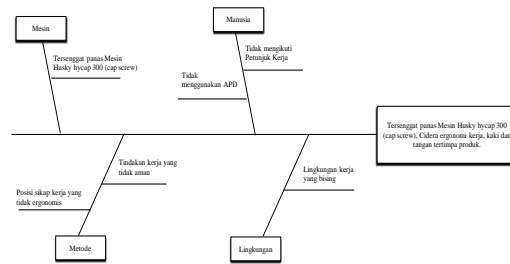 Mesin
Manusia
Tersenggat panas Mesin
Husky hycap 300 (cap screw)
Tidak mengikuti
Petunjuk Kerja
Tidak
menggunakan APD
Tersenggat panas Mesin Husky hycap 300
(cap screw), Cidera ergonomi kerja, kaki dan
tangan tertimpa produk.
Tindakan kerja yang
tidak aman
Lingkungan kerja
yang bising
Posisi sikap kerja yang
tidak ergonomis
Metode
Lingkungan